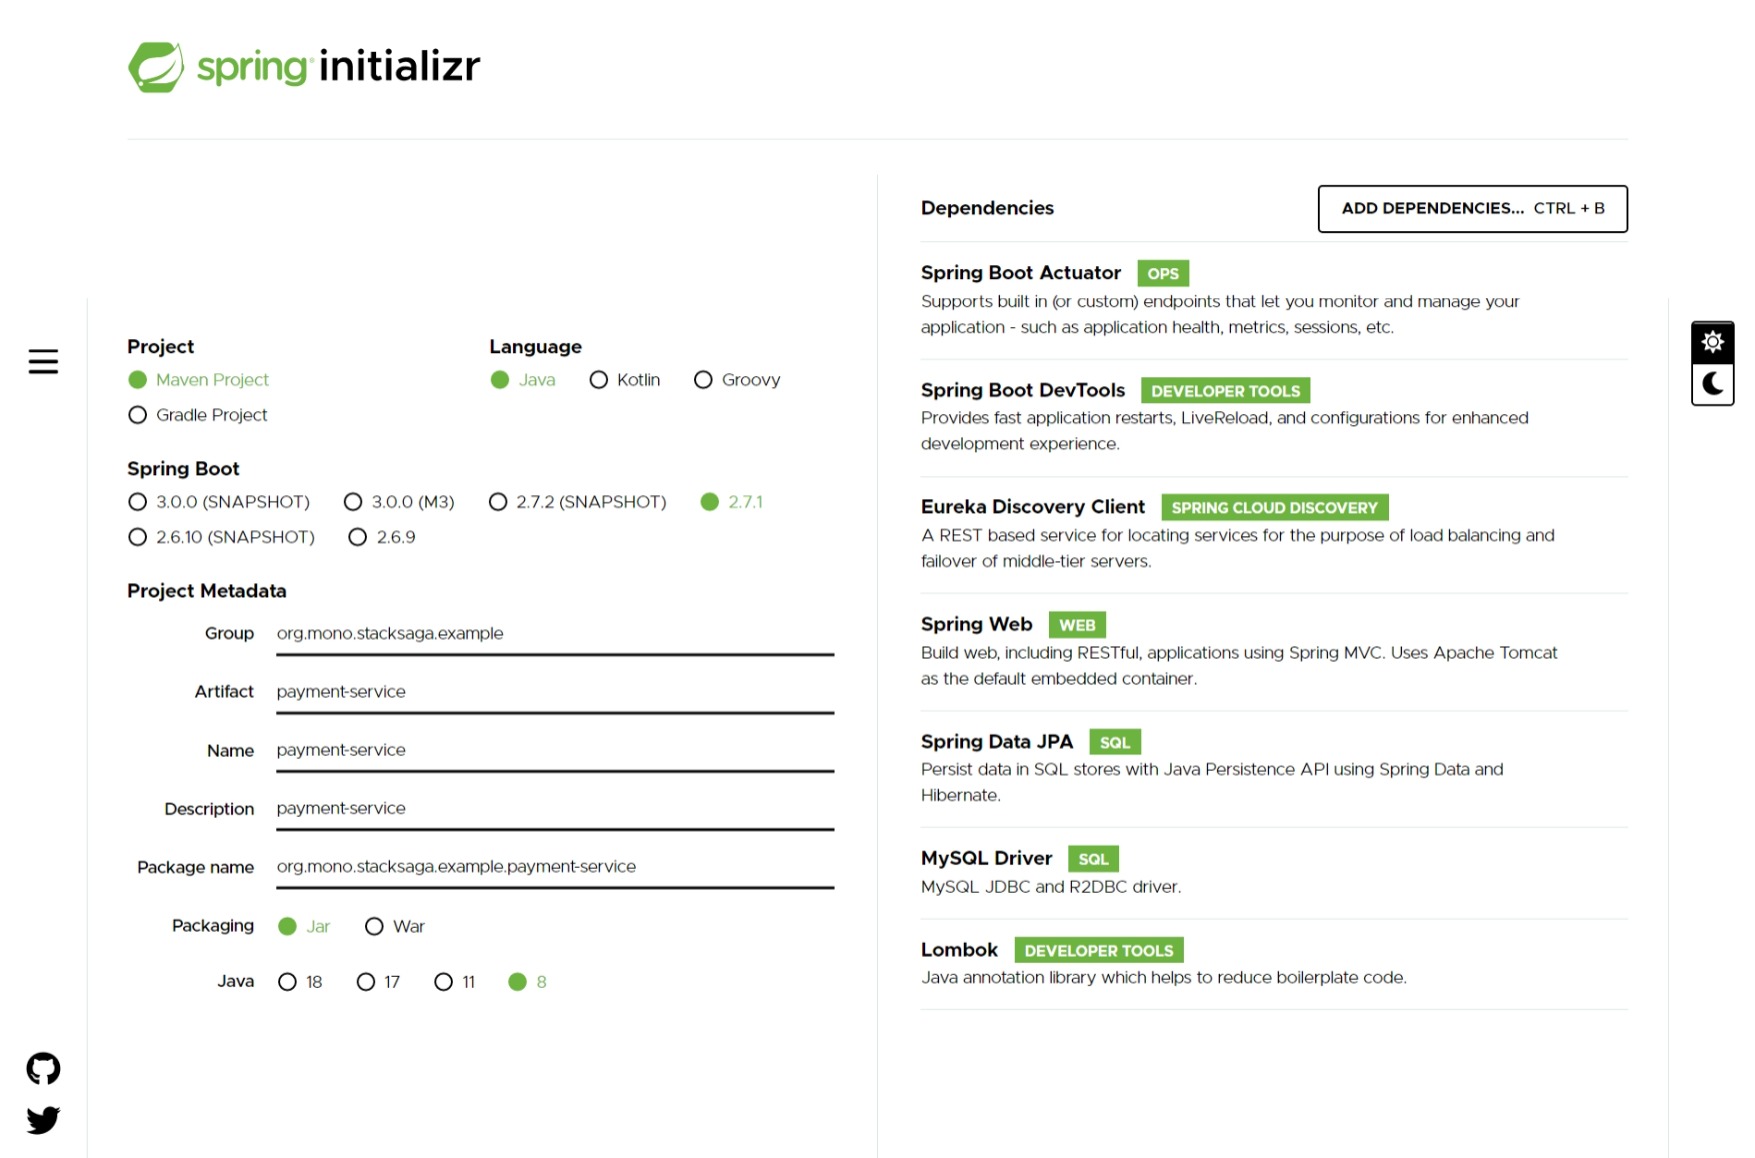 spring initializr
Project
Maven Project
Gradle Project
Language
Java Kotlin Groovy
Spring Boot
3.0.0 (SNAPSHOT) 3.0.0 (M3) 2.7.2 (SNAPSHOT) 2.7.1
2.6.10 (SNAPSHOT) 2.6.9
Project Metadata
Group org.mono.stacksaga.example
Artifact payment-service
Name payment-service
Description payment-service
Package name org.mono.stacksaga.example.payment-service
Packaging Jar War
Java 18 17 11 8
Dependencies
ADD DEPENDENCIES... CTRL + B
Spring Boot Actuator OPS
Supports built in (or custom) endpoints that let you monitor and manage your
application - such as application health, metrics, sessions, etc.
Spring Boot DevTools DEVELOPER TOOLS
Provides fast application restarts, LiveReload, and configurations for enhanced
development experience.
Eureka Discovery Client SPRING CLOUD DISCOVERY
A REST based service for locating services for the purpose of load balancing and
failover of middle-tier servers.
Spring Web WEB
Build web, including RESTful, applications using Spring MVC. Uses Apache Tomcat
as the default embedded container.
Spring Data JPA SQL
Persist data in SQL stores with Java Persistence API using Spring Data and
Hibernate.
MySQL Driver SQL
MySQL JDBC and R2DBC driver.
Lombok DEVELOPER TOOLS
Java annotation library which helps to reduce boilerplate code.